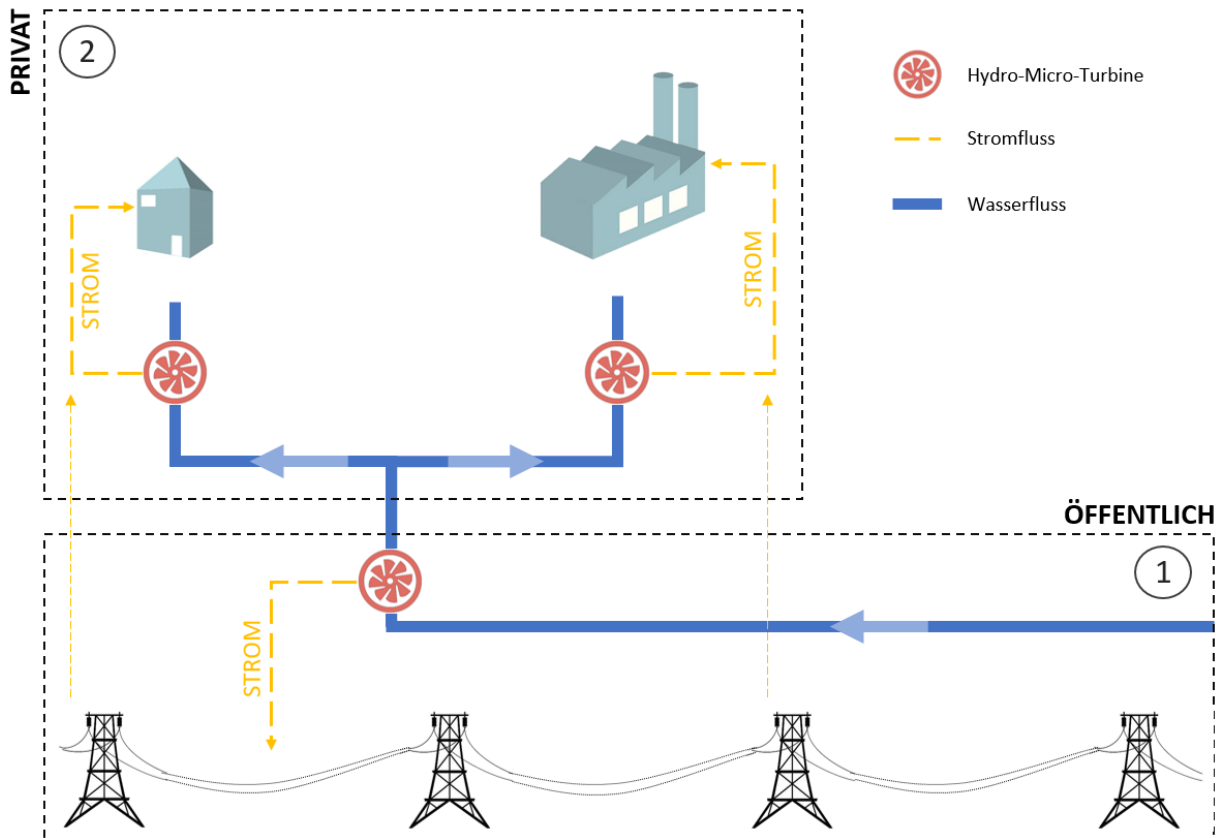 PRIVAT
2
Hydro-Micro-Turbine
Stromfluss
Wasserfluss
STROM
STROM
ÖFFENTLICH
1
STROM